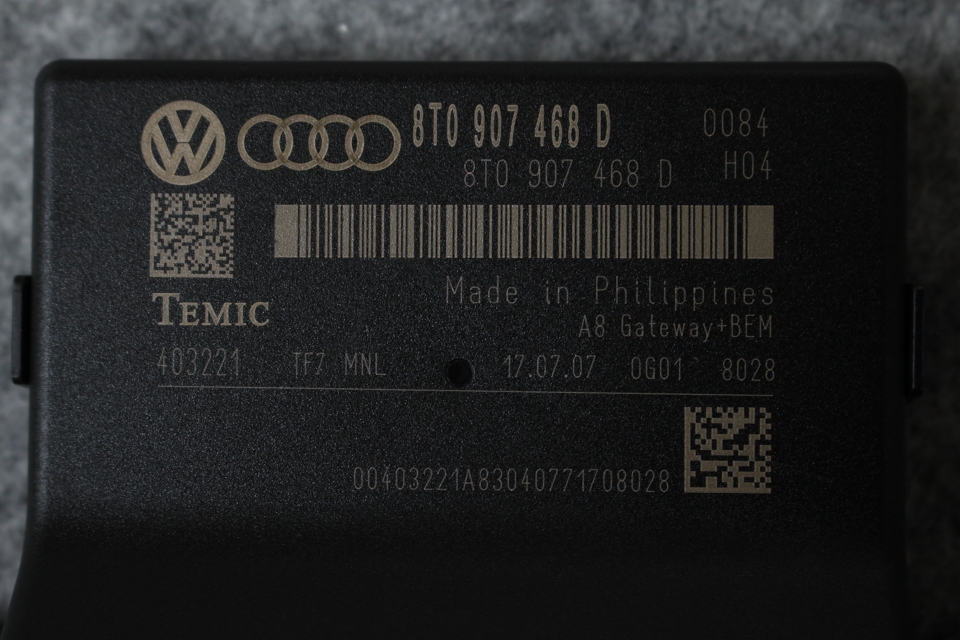 8T0 907 468 D 0084
8T0 907 468 D H04
TEMIC
Made in Philippines
A8 Gateway+BEM
403221 TF7 MNL 17.07.07 0G01 8028
00403221A83040771708028